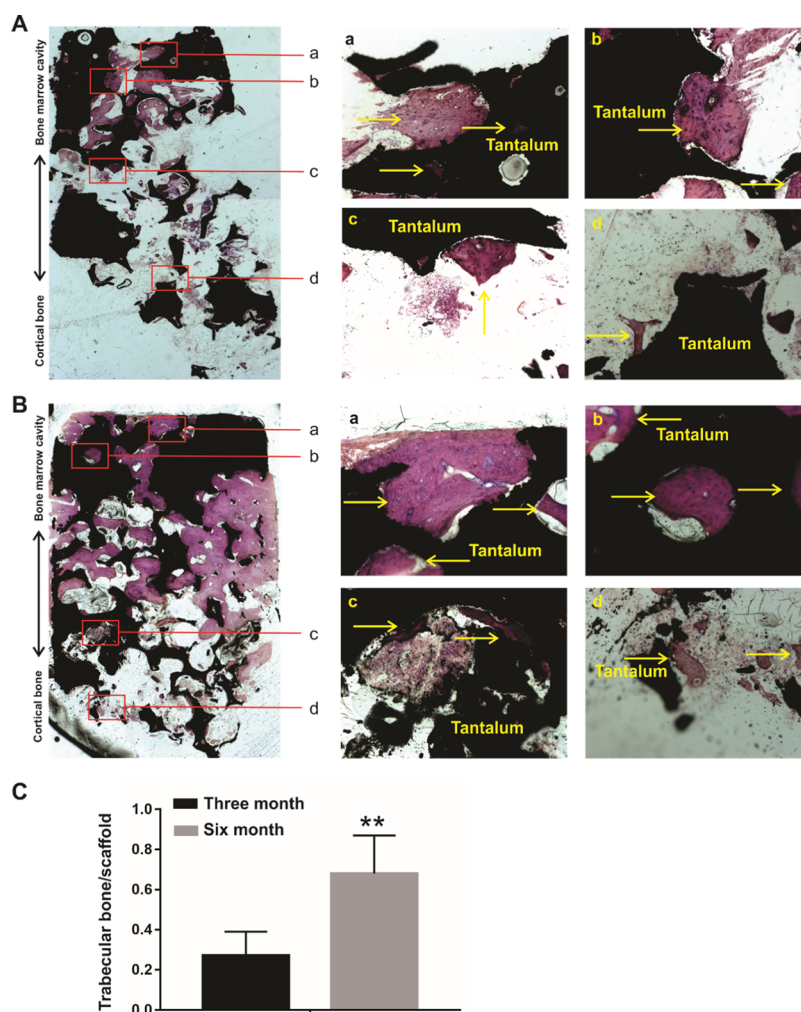 A
Bone marrow cavity
Cortical bone
a
b
c
d
a
Tantalum
b
Tantalum
c
Tantalum
d
Tantalum
B
Bone marrow cavity
Cortical bone
a
b
c
d
a
Tantalum
b
Tantalum
c
Tantalum
d
Tantalum
C
Trabecular bone/scaffold
1.0
0.8
0.6
0.4
0.2
0.0
Three month
Six month
**